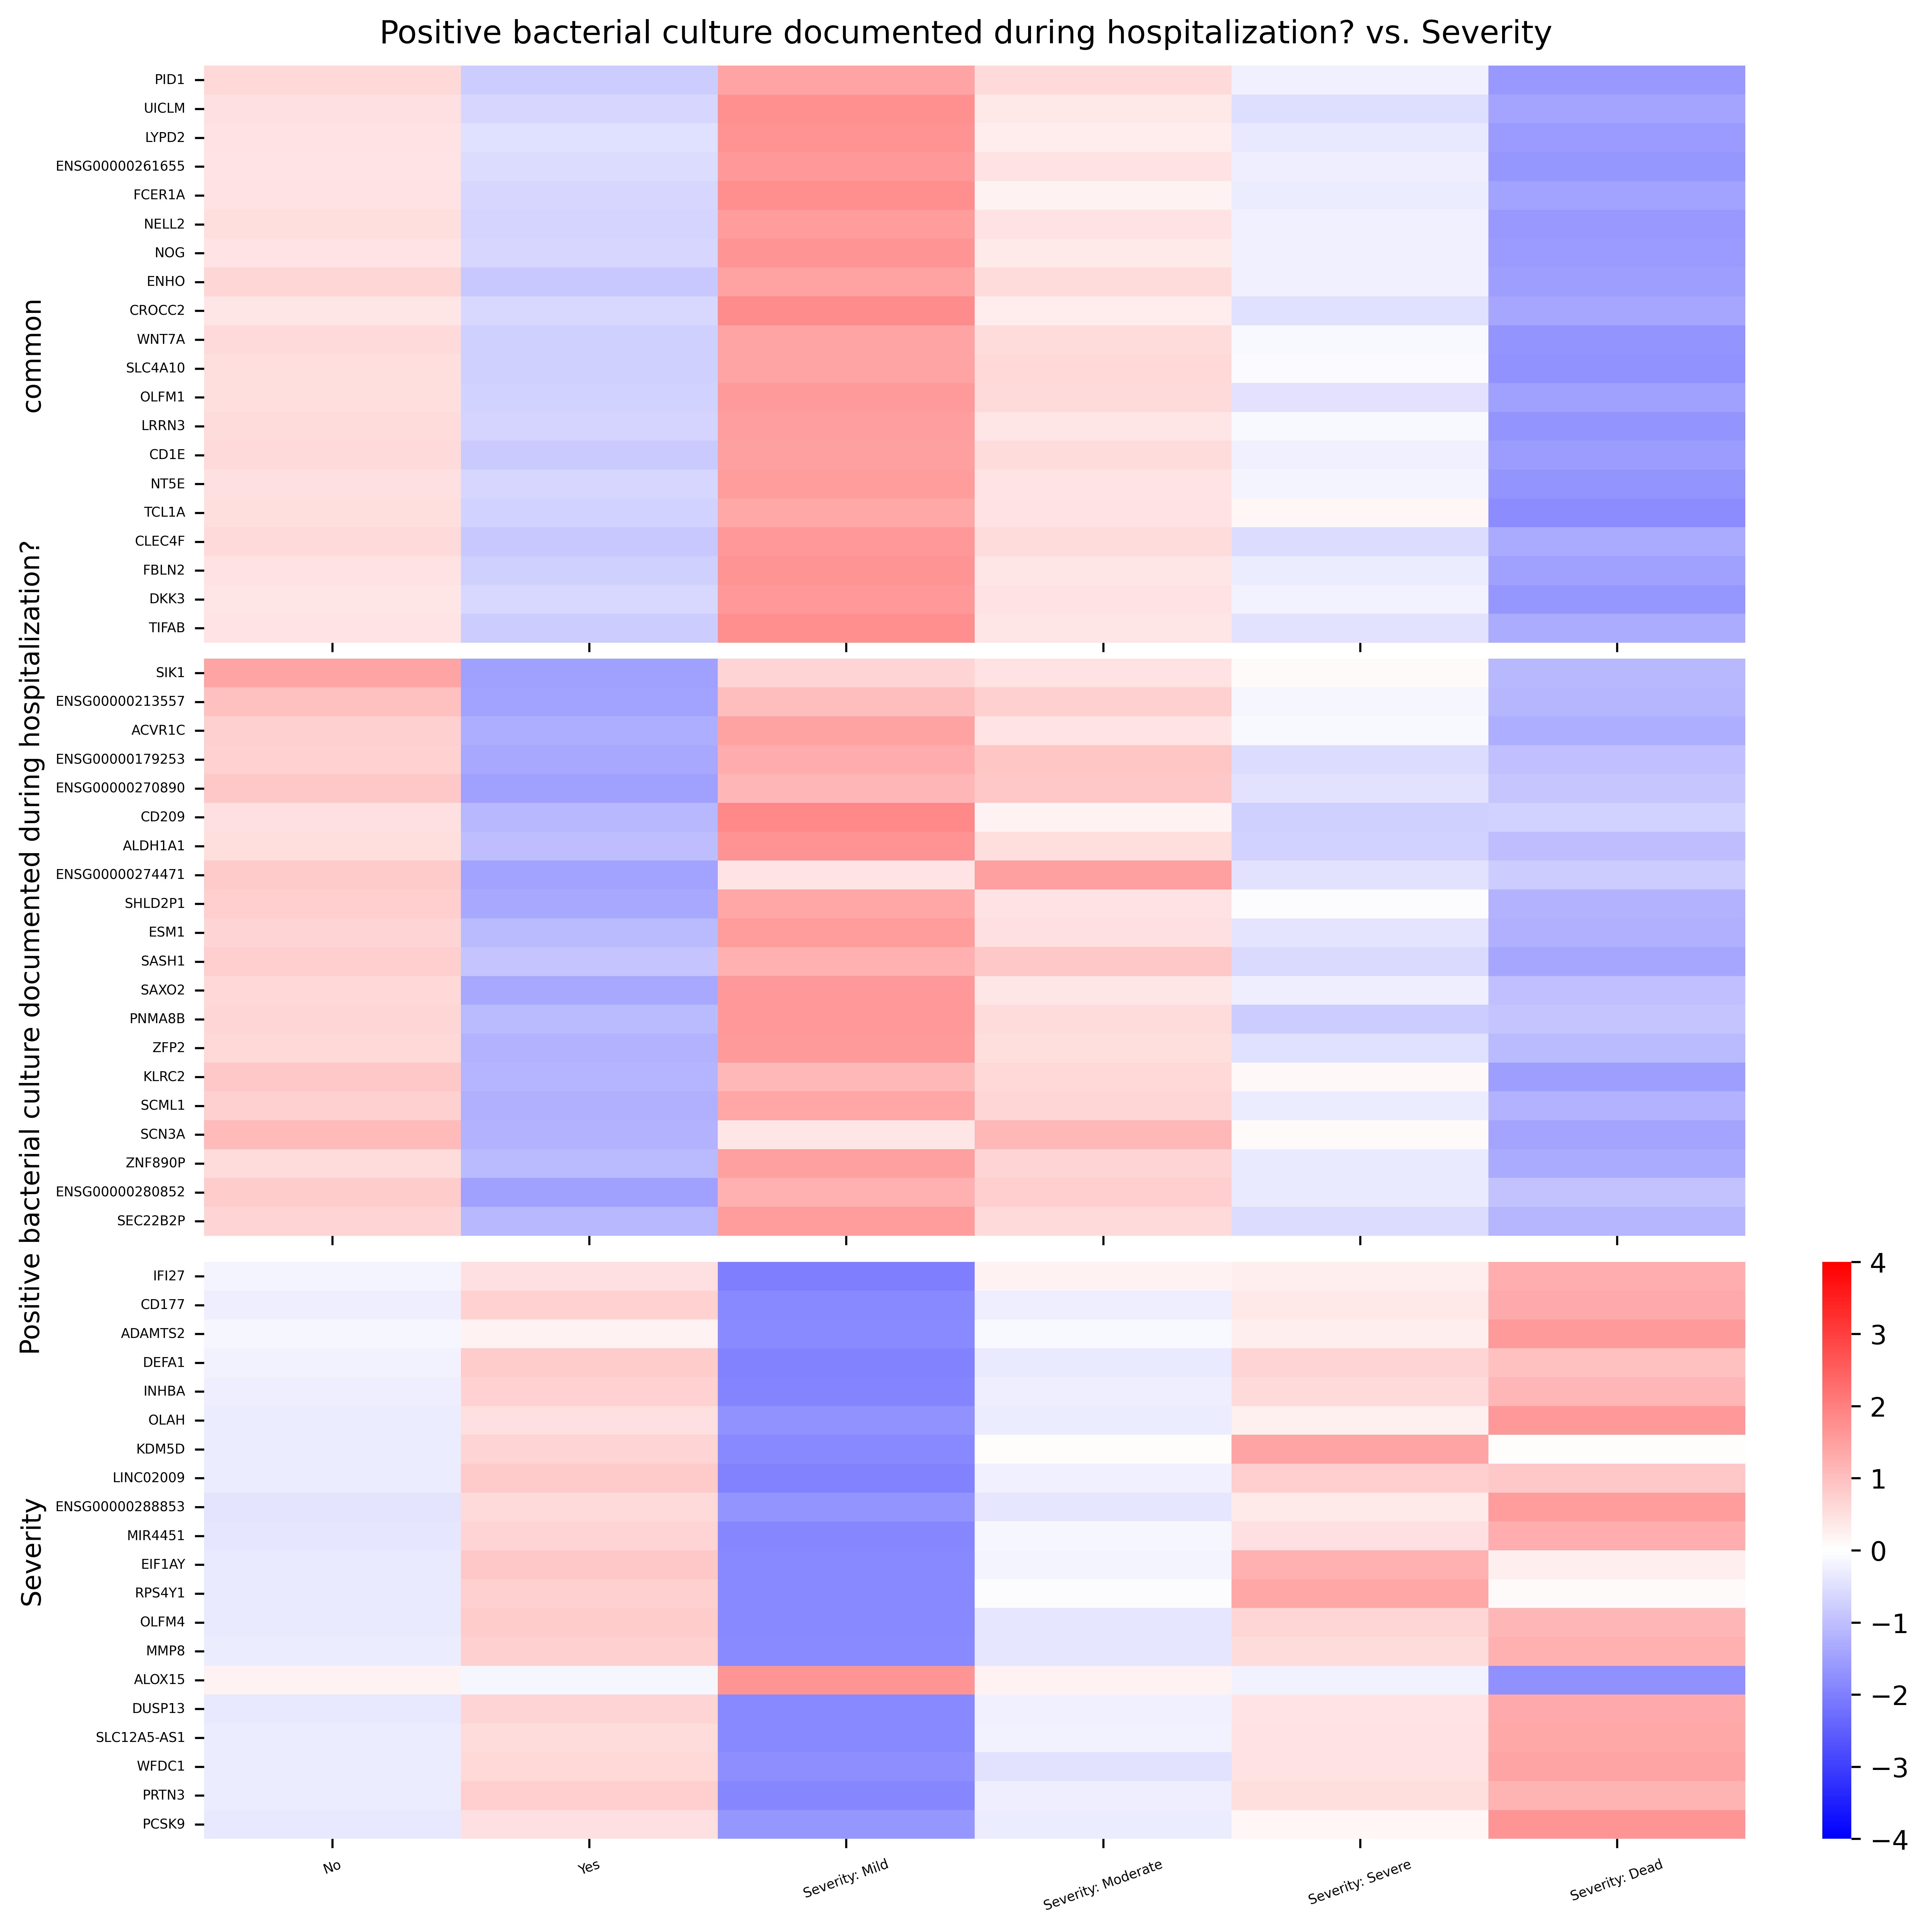 Positive bacterial culture documented during hospitalization? vs. Severity
common
PID1
UICLM
LYPD2
ENSG00000261655
FCER1A
NELL2
NOG
ENHO
CROCC2
WNT7A
SLC4A10
OLFM1
LRRN3
CD1E
NT5E
TCL1A
CLEC4F
FBLN2
DKK3
TIFAB
Positive bacterial culture documented during hospitalization?
SIK1
ENSG00000213557
ACVR1C
ENSG00000179253
ENSG00000270890
CD209
ALDH1A1
ENSG00000274471
SHLD2P1
ESM1
SASH1
SAXO2
PNMA8B
ZFP2
KLRC2
SCML1
SCN3A
ZNF890P
ENSG00000280852
SEC22B2P
Severity
IFI27
CD177
ADAMTS2
DEFA1
INHBA
OLAH
KDM5D
LINC02009
ENSG00000288853
MIR4451
EIF1AY
RPS4Y1
OLFM4
MMP8
ALOX15
DUSP13
SLC12A5-AS1
WFDC1
PRTN3
PCSK9
No
Yes
Severity: Mild
Severity: Moderate
Severity: Severe
Severity: Dead
4
3
2
1
0
−1
−2
−3
−4